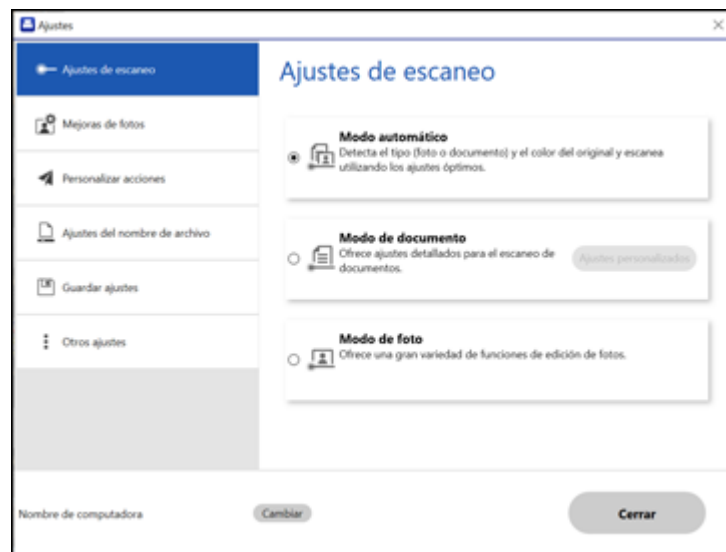 Ajustes
Ajustes de escaneo
Mejoras de fotos
Personalizar acciones
Ajustes del nombre de archivo
Guardar ajustes
Otros ajustes
Ajustes de escaneo
Modo automático
Detecta el tipo (foto o documento) y el color del original y escanea
utilizando los ajustes óptimos.
Modo de documento
Ofrece ajustes detallados para el escaneo de
documentos.
Ajustes personalizados
Modo de foto
Ofrece una gran variedad de funciones de edición de fotos.
Nombre de computadora
Cambiar
Cerrar